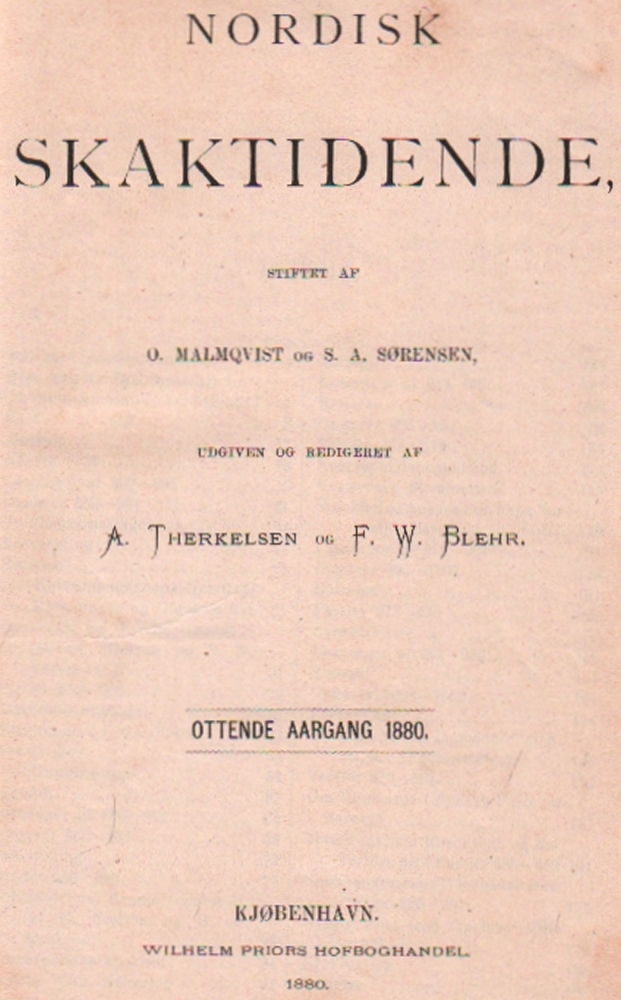 NORDISK
SKAKTIDENDE,
STIFTET AF
O. MALMQVIST OG S. A. SØRENSEN,
UDGIVEN OG REDIGERET AF
A. THERKELSEN OG F. W. BLEHR.
OTTENDE AARGANG 1880.
KJØBENHAVN.
WILHELM PRIORS HOFBOGHANDEL.
1880.